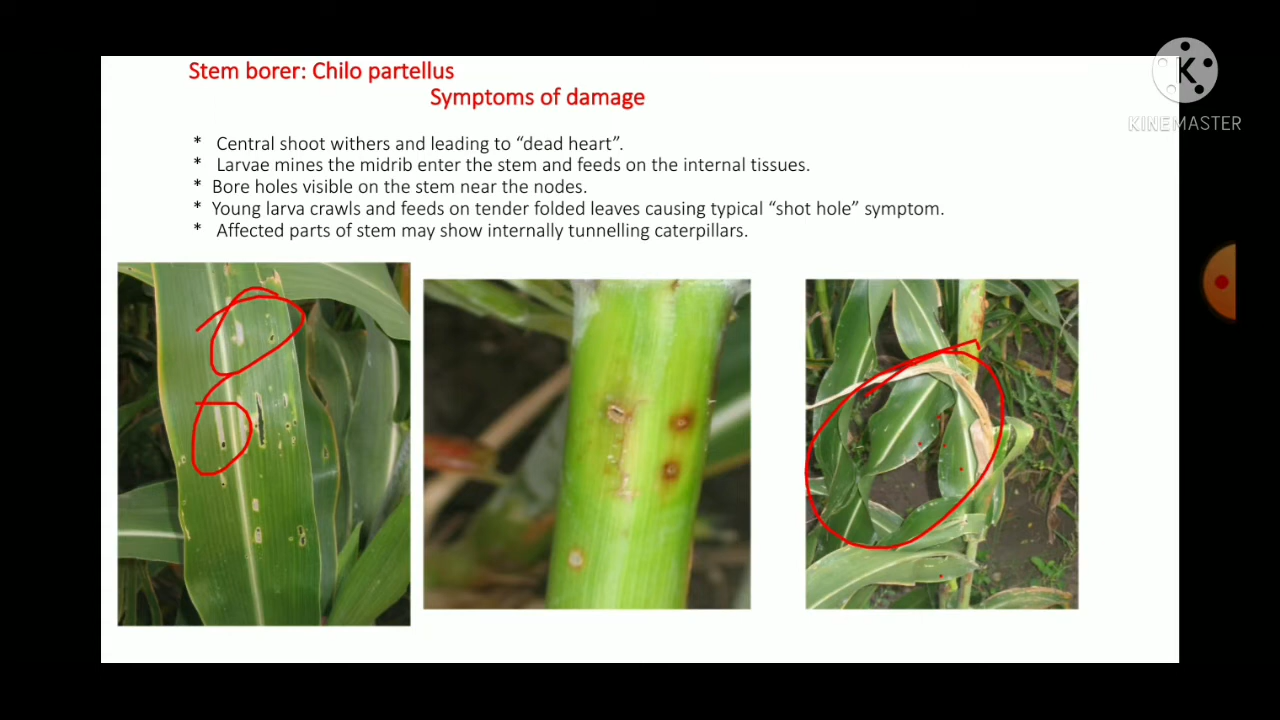 Stem borer: Chilo partellus
Symptoms of damage
* Central shoot withers and leading to “dead heart”.
* Larvae mines the midrib enter the stem and feeds on the internal tissues.
* Bore holes visible on the stem near the nodes.
* Young larva crawls and feeds on tender folded leaves causing typical “shot hole” symptom.
* Affected parts of stem may show internally tunnelling caterpillars.
K
KINEMASTER